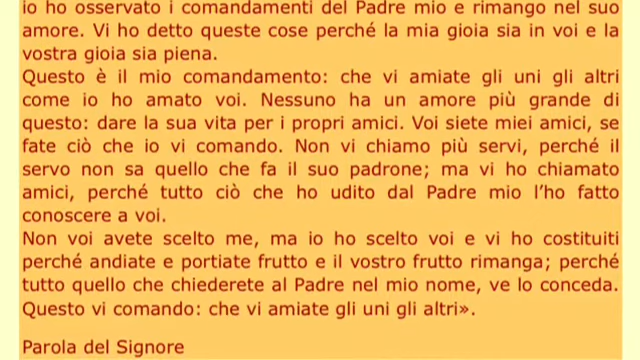 io ho osservato i comandamenti del Padre mio e rimango nel suo
amore. Vi ho detto queste cose perché la mia gioia sia in voi e la
vostra gioia sia piena.
Questo è il mio comandamento: che vi amiate gli uni gli altri
come io ho amato voi. Nessuno ha un amore più grande di
questo: dare la sua vita per i propri amici. Voi siete miei amici, se
fate ciò che io vi comando. Non vi chiamo più servi, perché il
servo non sa quello che fa il suo padrone; ma vi ho chiamato
amici, perché tutto ciò che ho udito dal Padre mio l’ho fatto
conoscere a voi.
Non voi avete scelto me, ma io ho scelto voi e vi ho costituiti
perché andiate e portiate frutto e il vostro frutto rimanga; perché
tutto quello che chiederete al Padre nel mio nome, ve lo conceda.
Questo vi comando: che vi amiate gli uni gli altri».
Parola del Signore